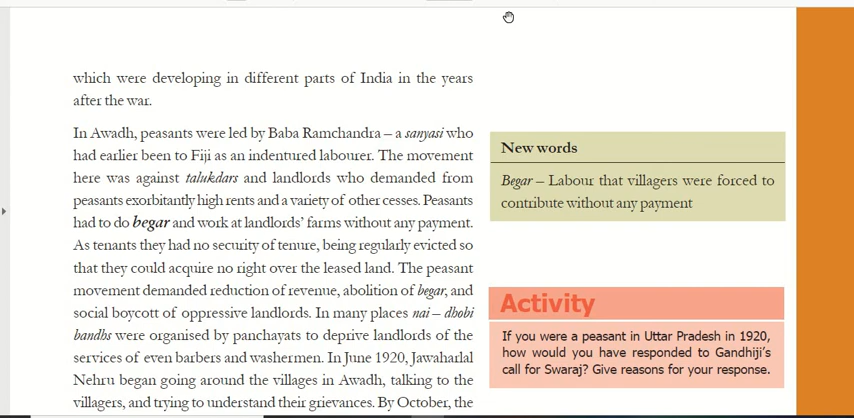 which were developing in different parts of India in the years
after the war.
In Awadh, peasants were led by Baba Ramchandra – a sanyasi who
had earlier been to Fiji as an indentured labourer. The movement
here was against talukdars and landlords who demanded from
peasants exorbitantly high rents and a variety of other cesses. Peasants
had to do begar and work at landlords' farms without any payment.
As tenants they had no security of tenure, being regularly evicted so
that they could acquire no right over the leased land. The peasant
movement demanded reduction of revenue, abolition of begar, and
social boycott of oppressive landlords. In many places nai – dhobi
bandhs were organised by panchayats to deprive landlords of the
services of even barbers and washermen. In June 1920, Jawaharlal
Nehru began going around the villages in Awadh, talking to the
villagers, and trying to understand their grievances. By October, the
New words
Begar – Labour that villagers were forced to
contribute without any payment
Activity
If you were a peasant in Uttar Pradesh in 1920,
how would you have responded to Gandhiji's
call for Swaraj? Give reasons for your response.